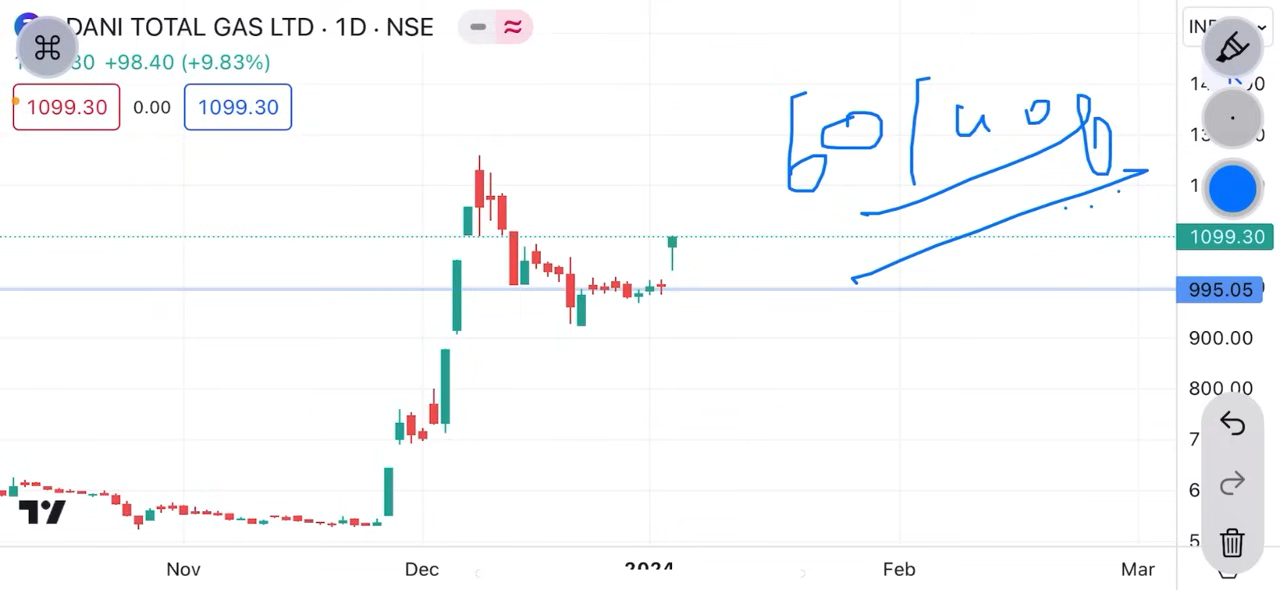 DANI TOTAL GAS LTD · 1D · NSE
+98.40 (+9.83%)
1099.30 0.00 1099.30
1099.30
995.05
900.00
800.00
Nov Dec 2024 Feb Mar